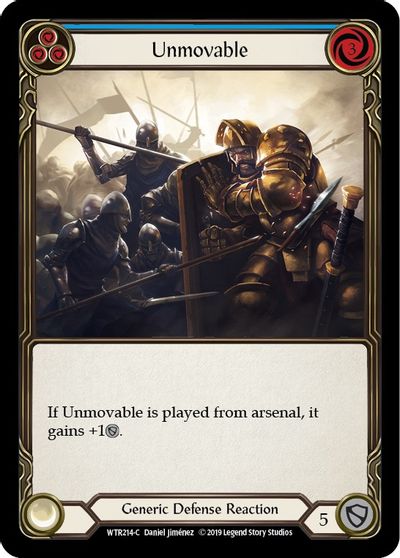 Unmovable
3
If Unmovable is played from arsenal, it
gains +1.
Generic Defense Reaction
5
WTR214-C Daniel Jiménez © 2019 Legend Story Studios